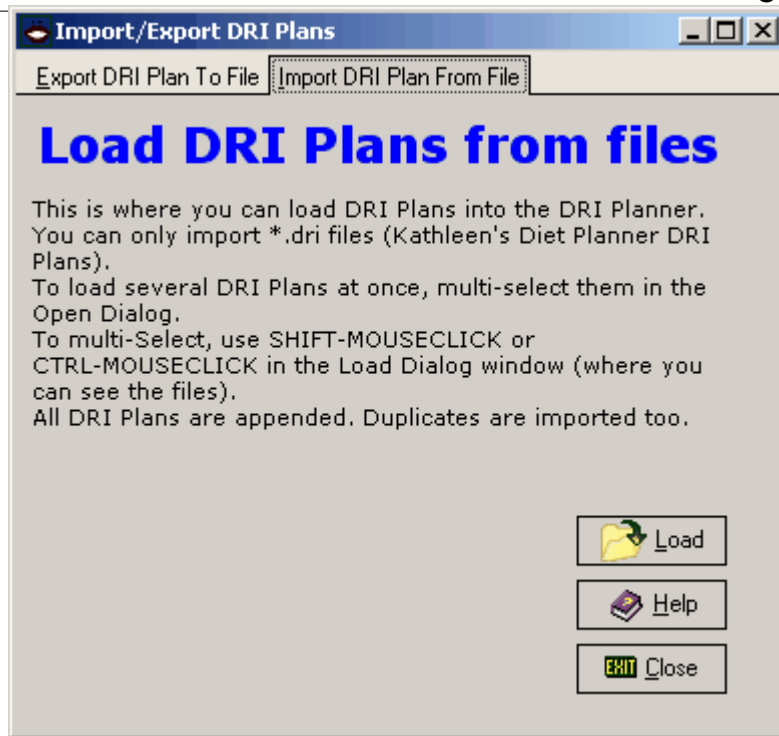 Import/Export DRI Plans
Export DRI Plan To File
Import DRI Plan From File
Load DRI Plans from files
This is where you can load DRI Plans into the DRI Planner.
You can only import *.dri files (Kathleen's Diet Planner DRI
Plans).
To load several DRI Plans at once, multi-select them in the
Open Dialog.
To multi-Select, use SHIFT-MOUSECLICK or
CTRL-MOUSECLICK in the Load Dialog window (where you
can see the files).
All DRI Plans are appended. Duplicates are imported too.
Load
Help
EXIT Close